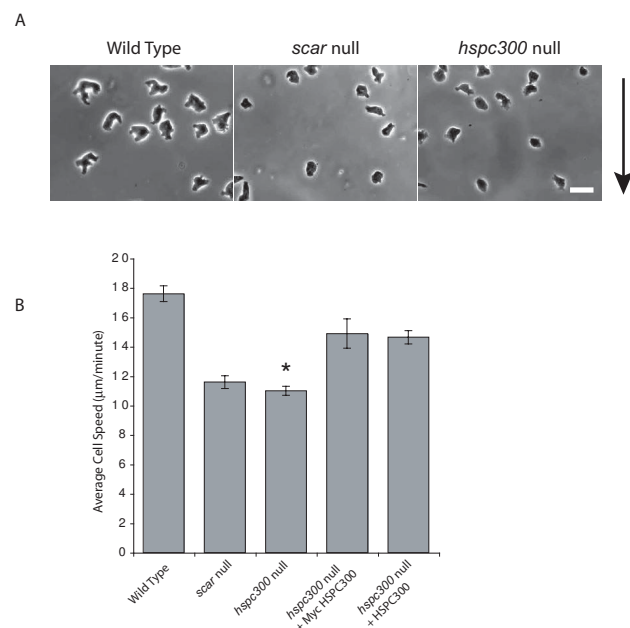 A
Wild Type
scar null
hspc300 null
B
Average Cell Speed (μm/minute)
20
18
16
14
12
10
8
6
4
2
0
*
Wild Type
scar null
hspc300 null
hspc300 null
+ Myc HSPC300
hspc300 null
+ HSPC300